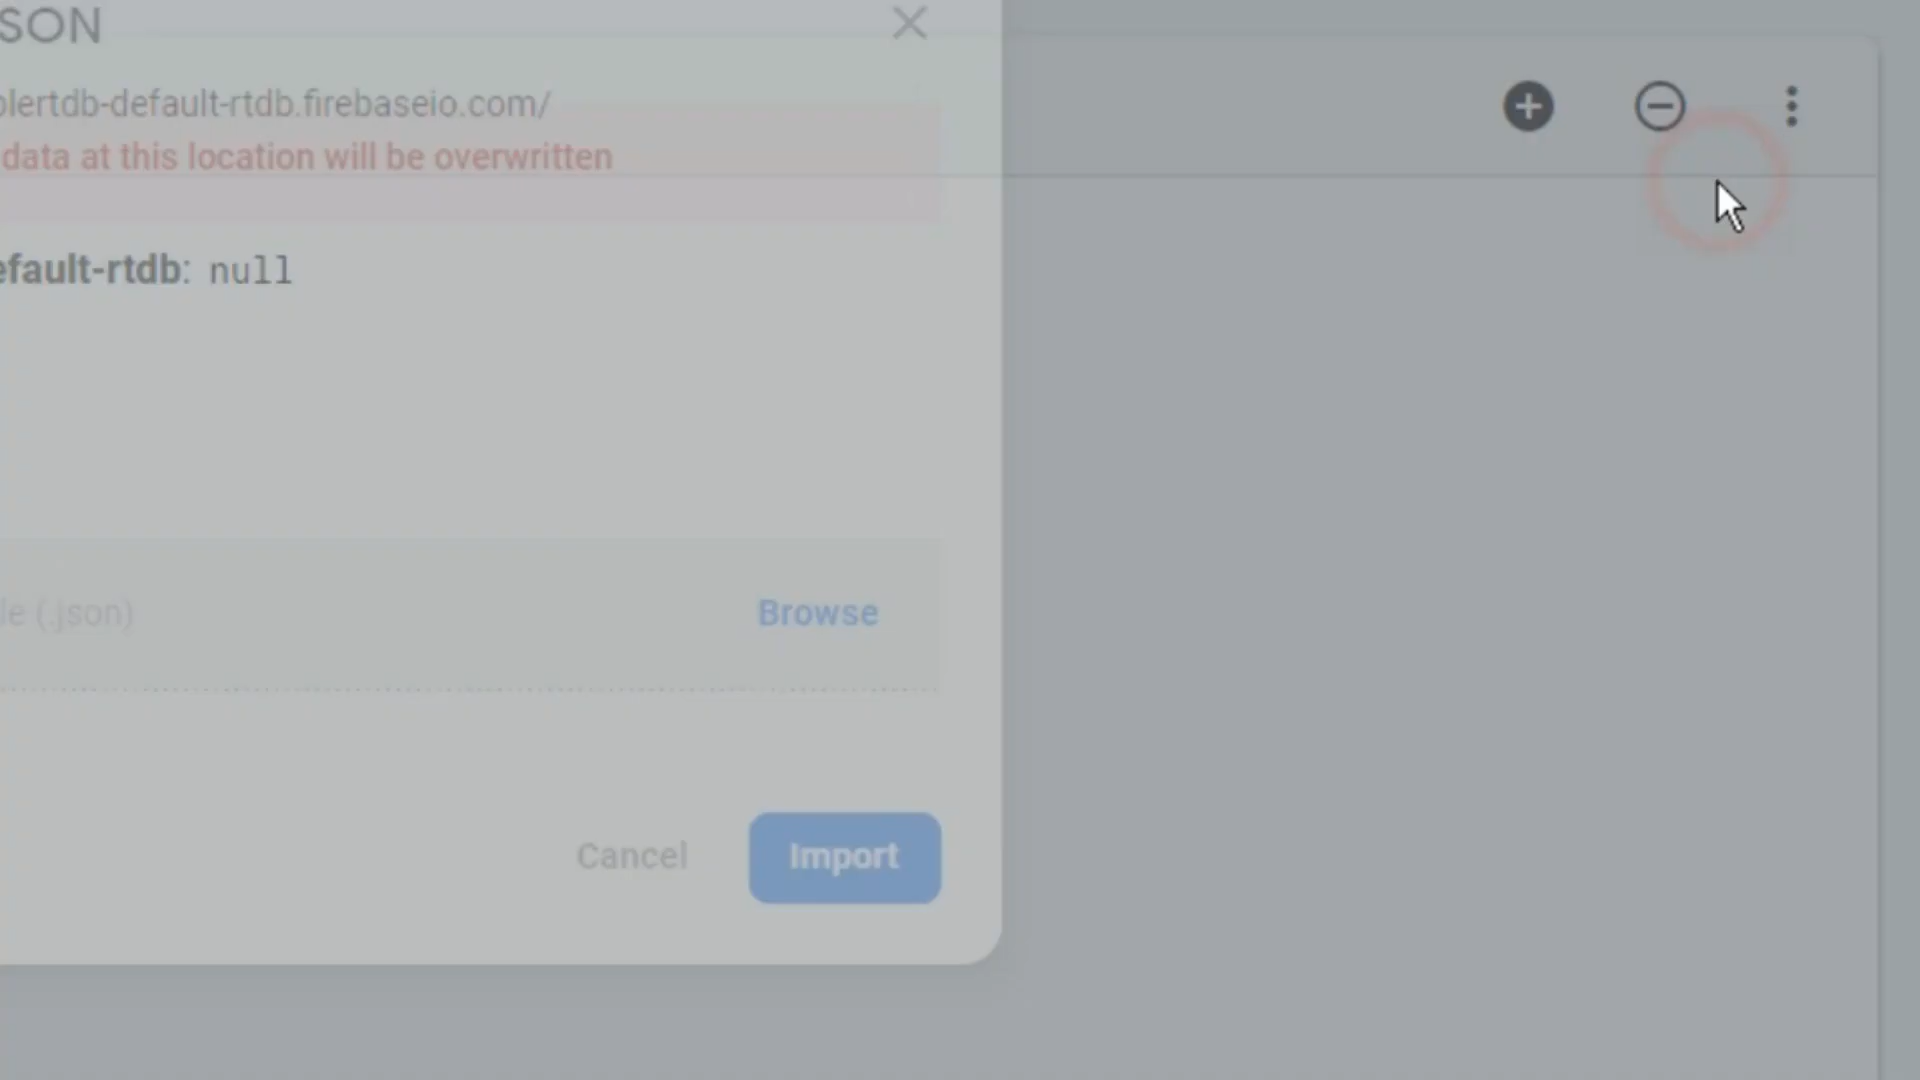 SON
olertdb-default-rtdb.firebaseio.com/
data at this location will be overwritten
efault-rtdb: null
le (.json)
Browse
Cancel
Import